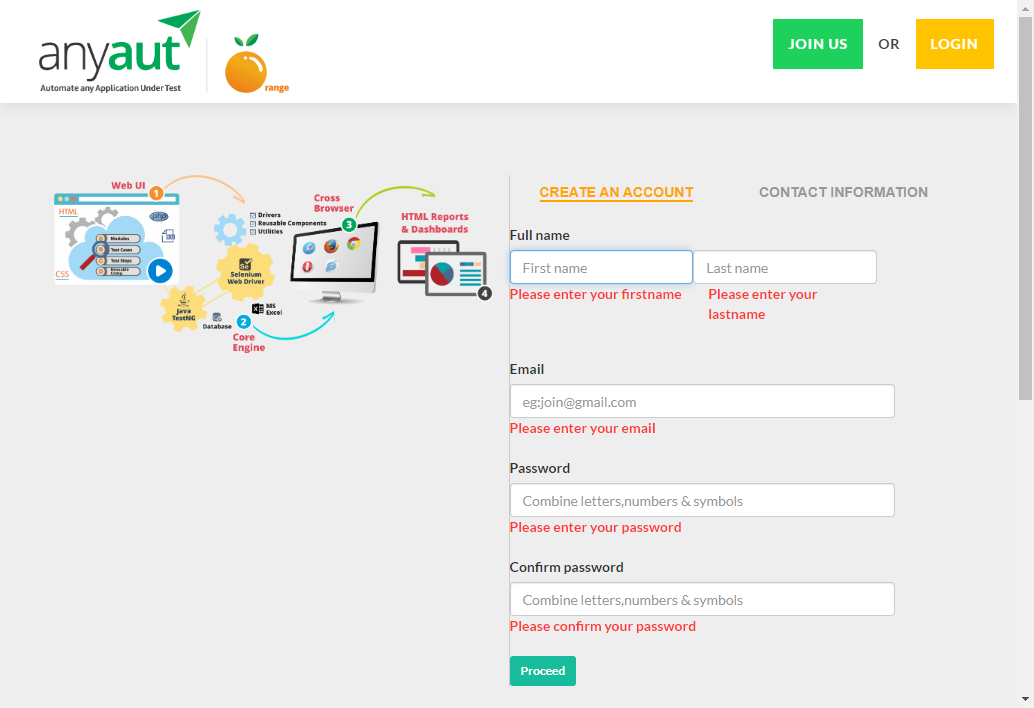 anyaut
Automate any Application Under Test
range
JOIN US
OR
LOGIN
Web UI
1
HTML
php
Modules
Test Cases
Test Steps
Reusable
Comp.
CSS
Drivers
Reusable Components
Utilities
Se
Selenium
Web Driver
Java
TestNG
Database
2
MS
Excel
Core
Engine
Cross
Browser
3
HTML Reports
& Dashboards
4
CREATE AN ACCOUNT
CONTACT INFORMATION
Full name
First name
Last name
Please enter your firstname
Please enter your
lastname
Email
eg:join@gmail.com
Please enter your email
Password
Combine letters,numbers & symbols
Please enter your password
Confirm password
Combine letters,numbers & symbols
Please confirm your password
Proceed